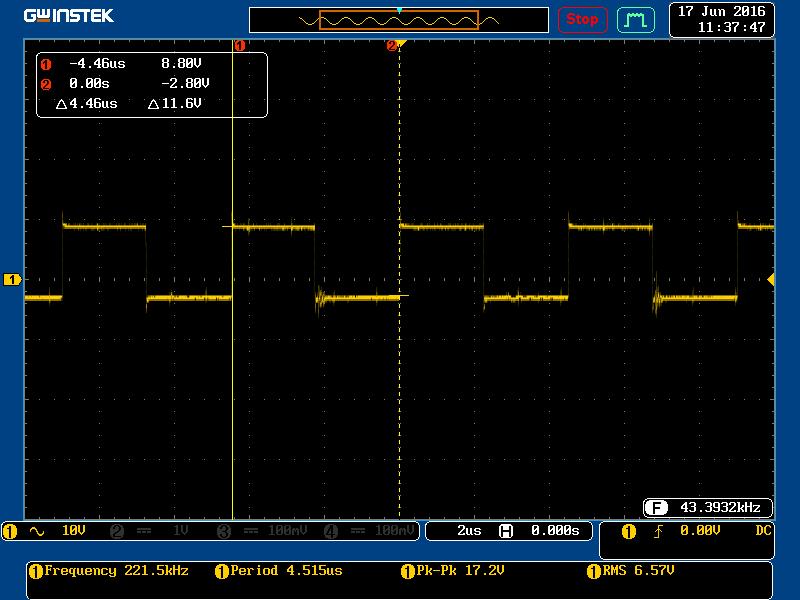 GWINSTEK
Stop
17 Jun 2016
11:37:47
1 2
1 -4.46us 8.80V
2 0.00s -2.80V
△4.46us △11.6V
1
F 43.3932kHz
1 10V 2 1V 3 100mV 4 100mV 2us H 0.000s 1 0.00V DC
1 Frequency 221.5kHz 1 Period 4.515us 1 Pk-Pk 17.2V 1 RMS 6.57V